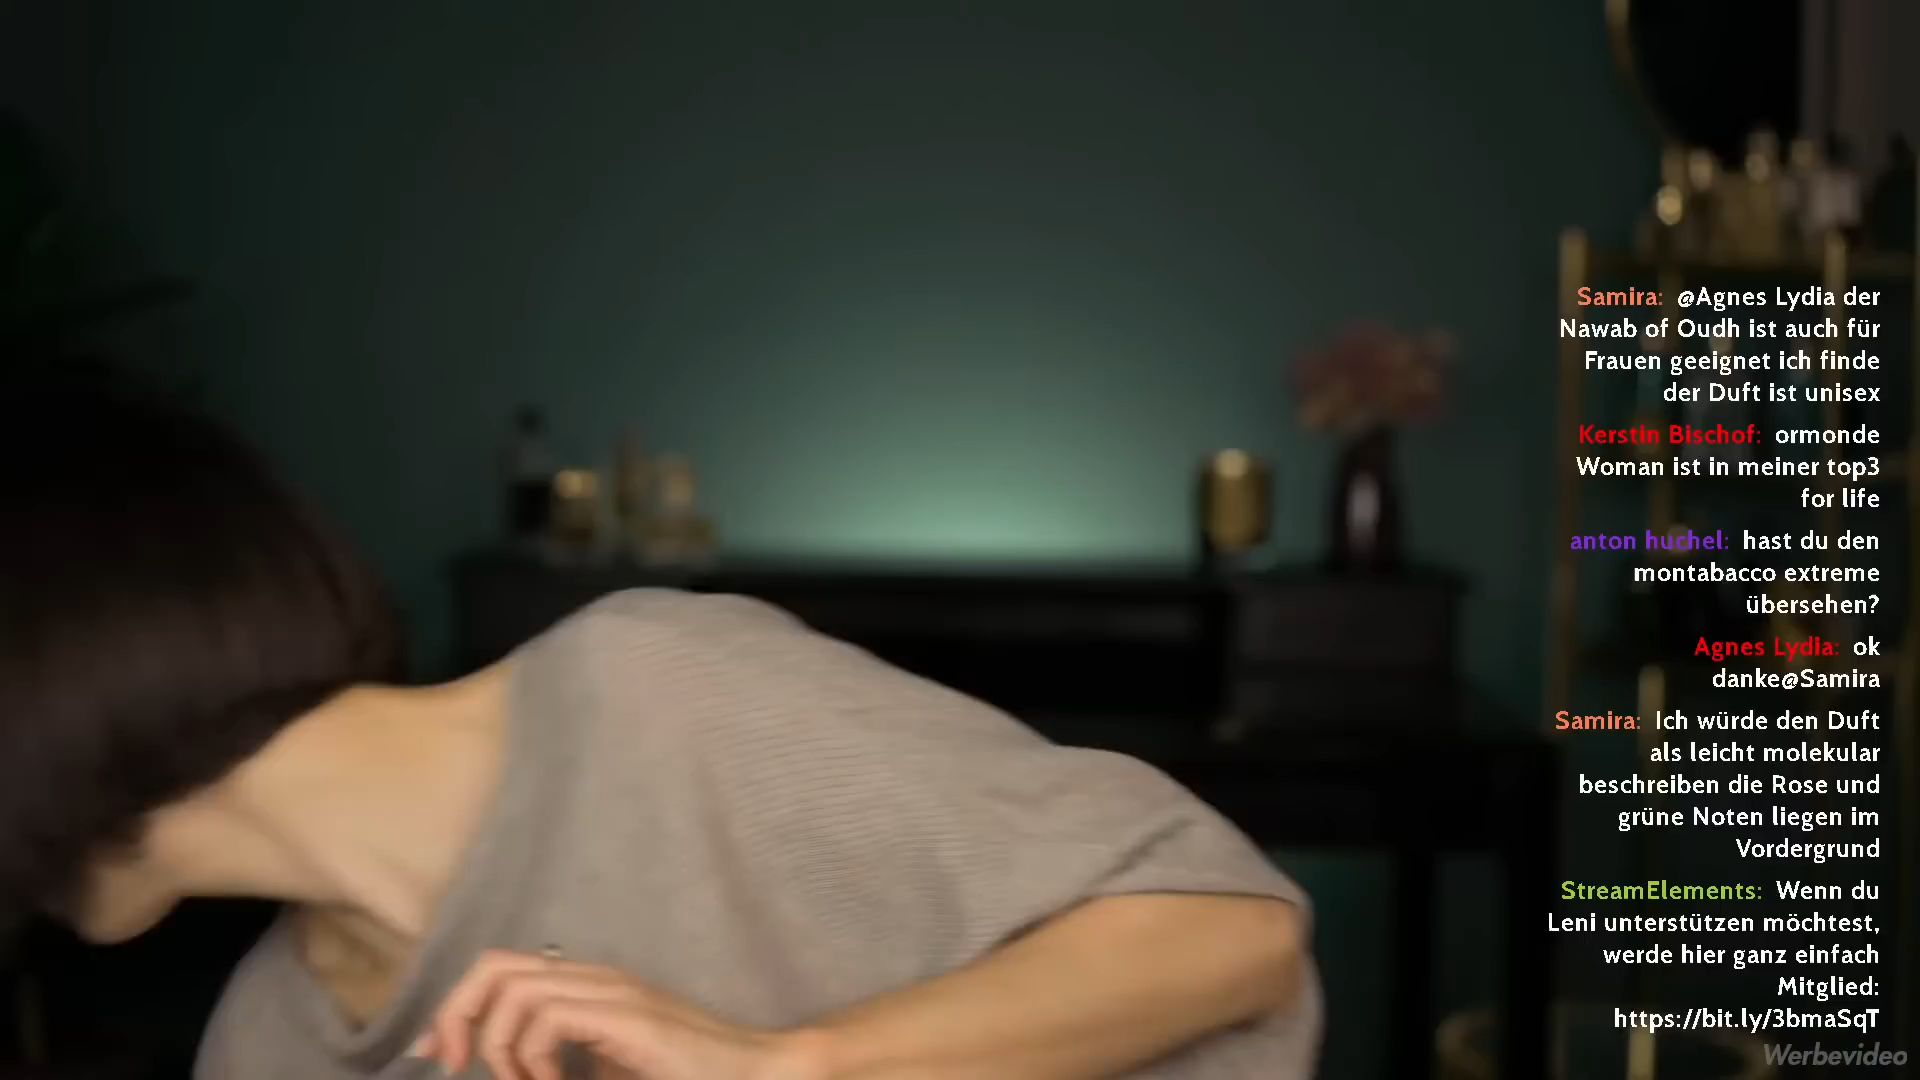 Samira: @Agnes Lydia der
Nawab of Oudh ist auch für
Frauen geeignet ich finde
der Duft ist unisex
Kerstin Bischof: ormonde
Woman ist in meiner top3
for life
anton huchel: hast du den
montabacco extreme
übersehen?
Agnes Lydia: ok
danke@Samira
Samira: Ich würde den Duft
als leicht molekular
beschreiben die Rose und
grüne Noten liegen im
Vordergrund
StreamElements: Wenn du
Leni unterstützen möchtest,
werde hier ganz einfach
Mitglied:
https://bit.ly/3bmaSqT
Werbevideo